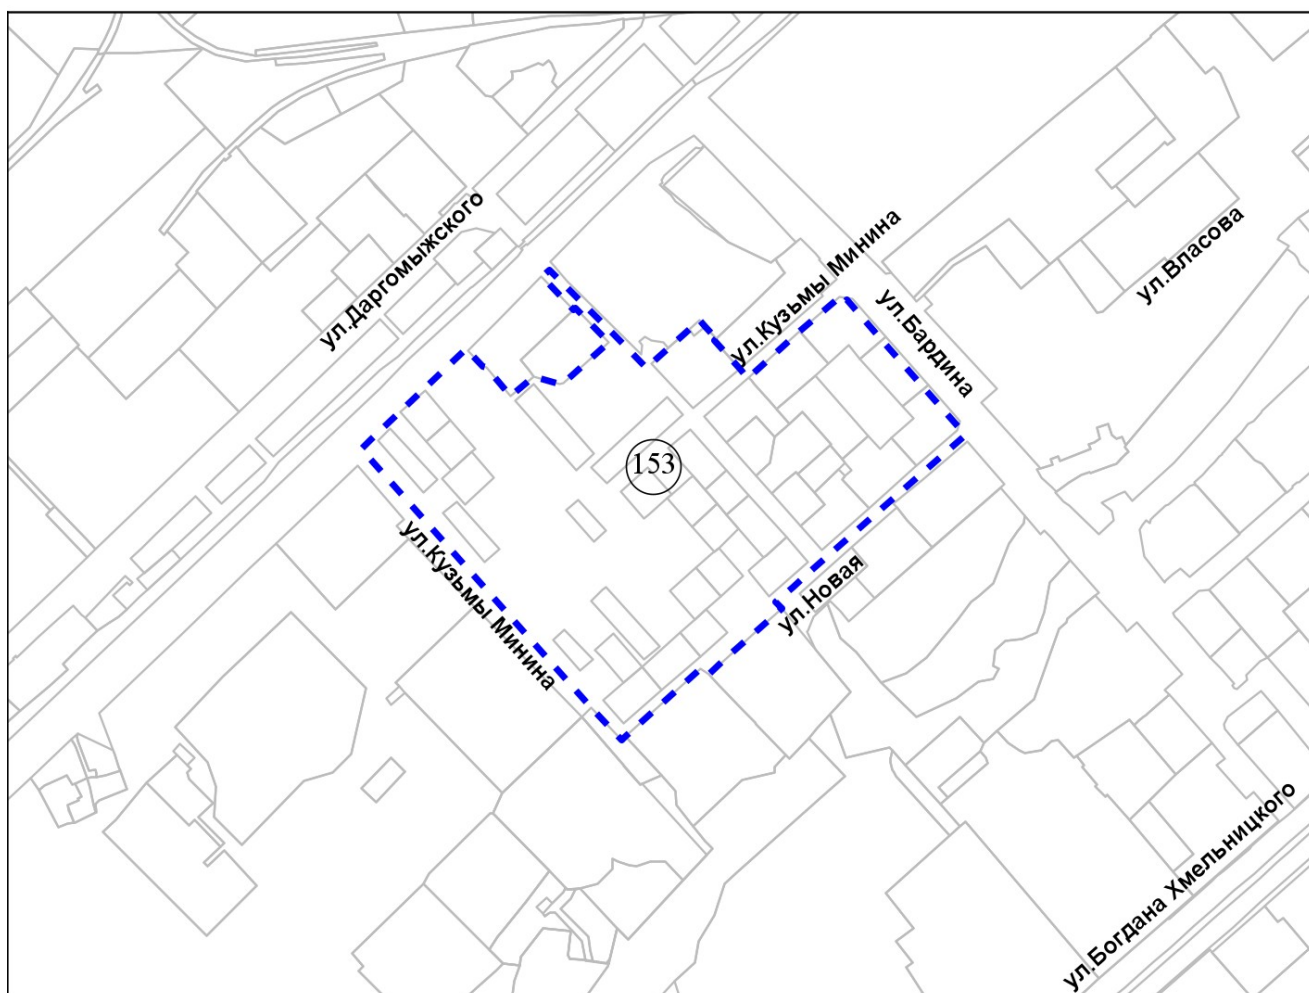 ул.Даргомыжского
ул.Кузьмы Минина
ул.Власова
ул.Бардина
153
ул.Кузьмы Минина
ул.Новая
ул.Богдана Хмельницкого